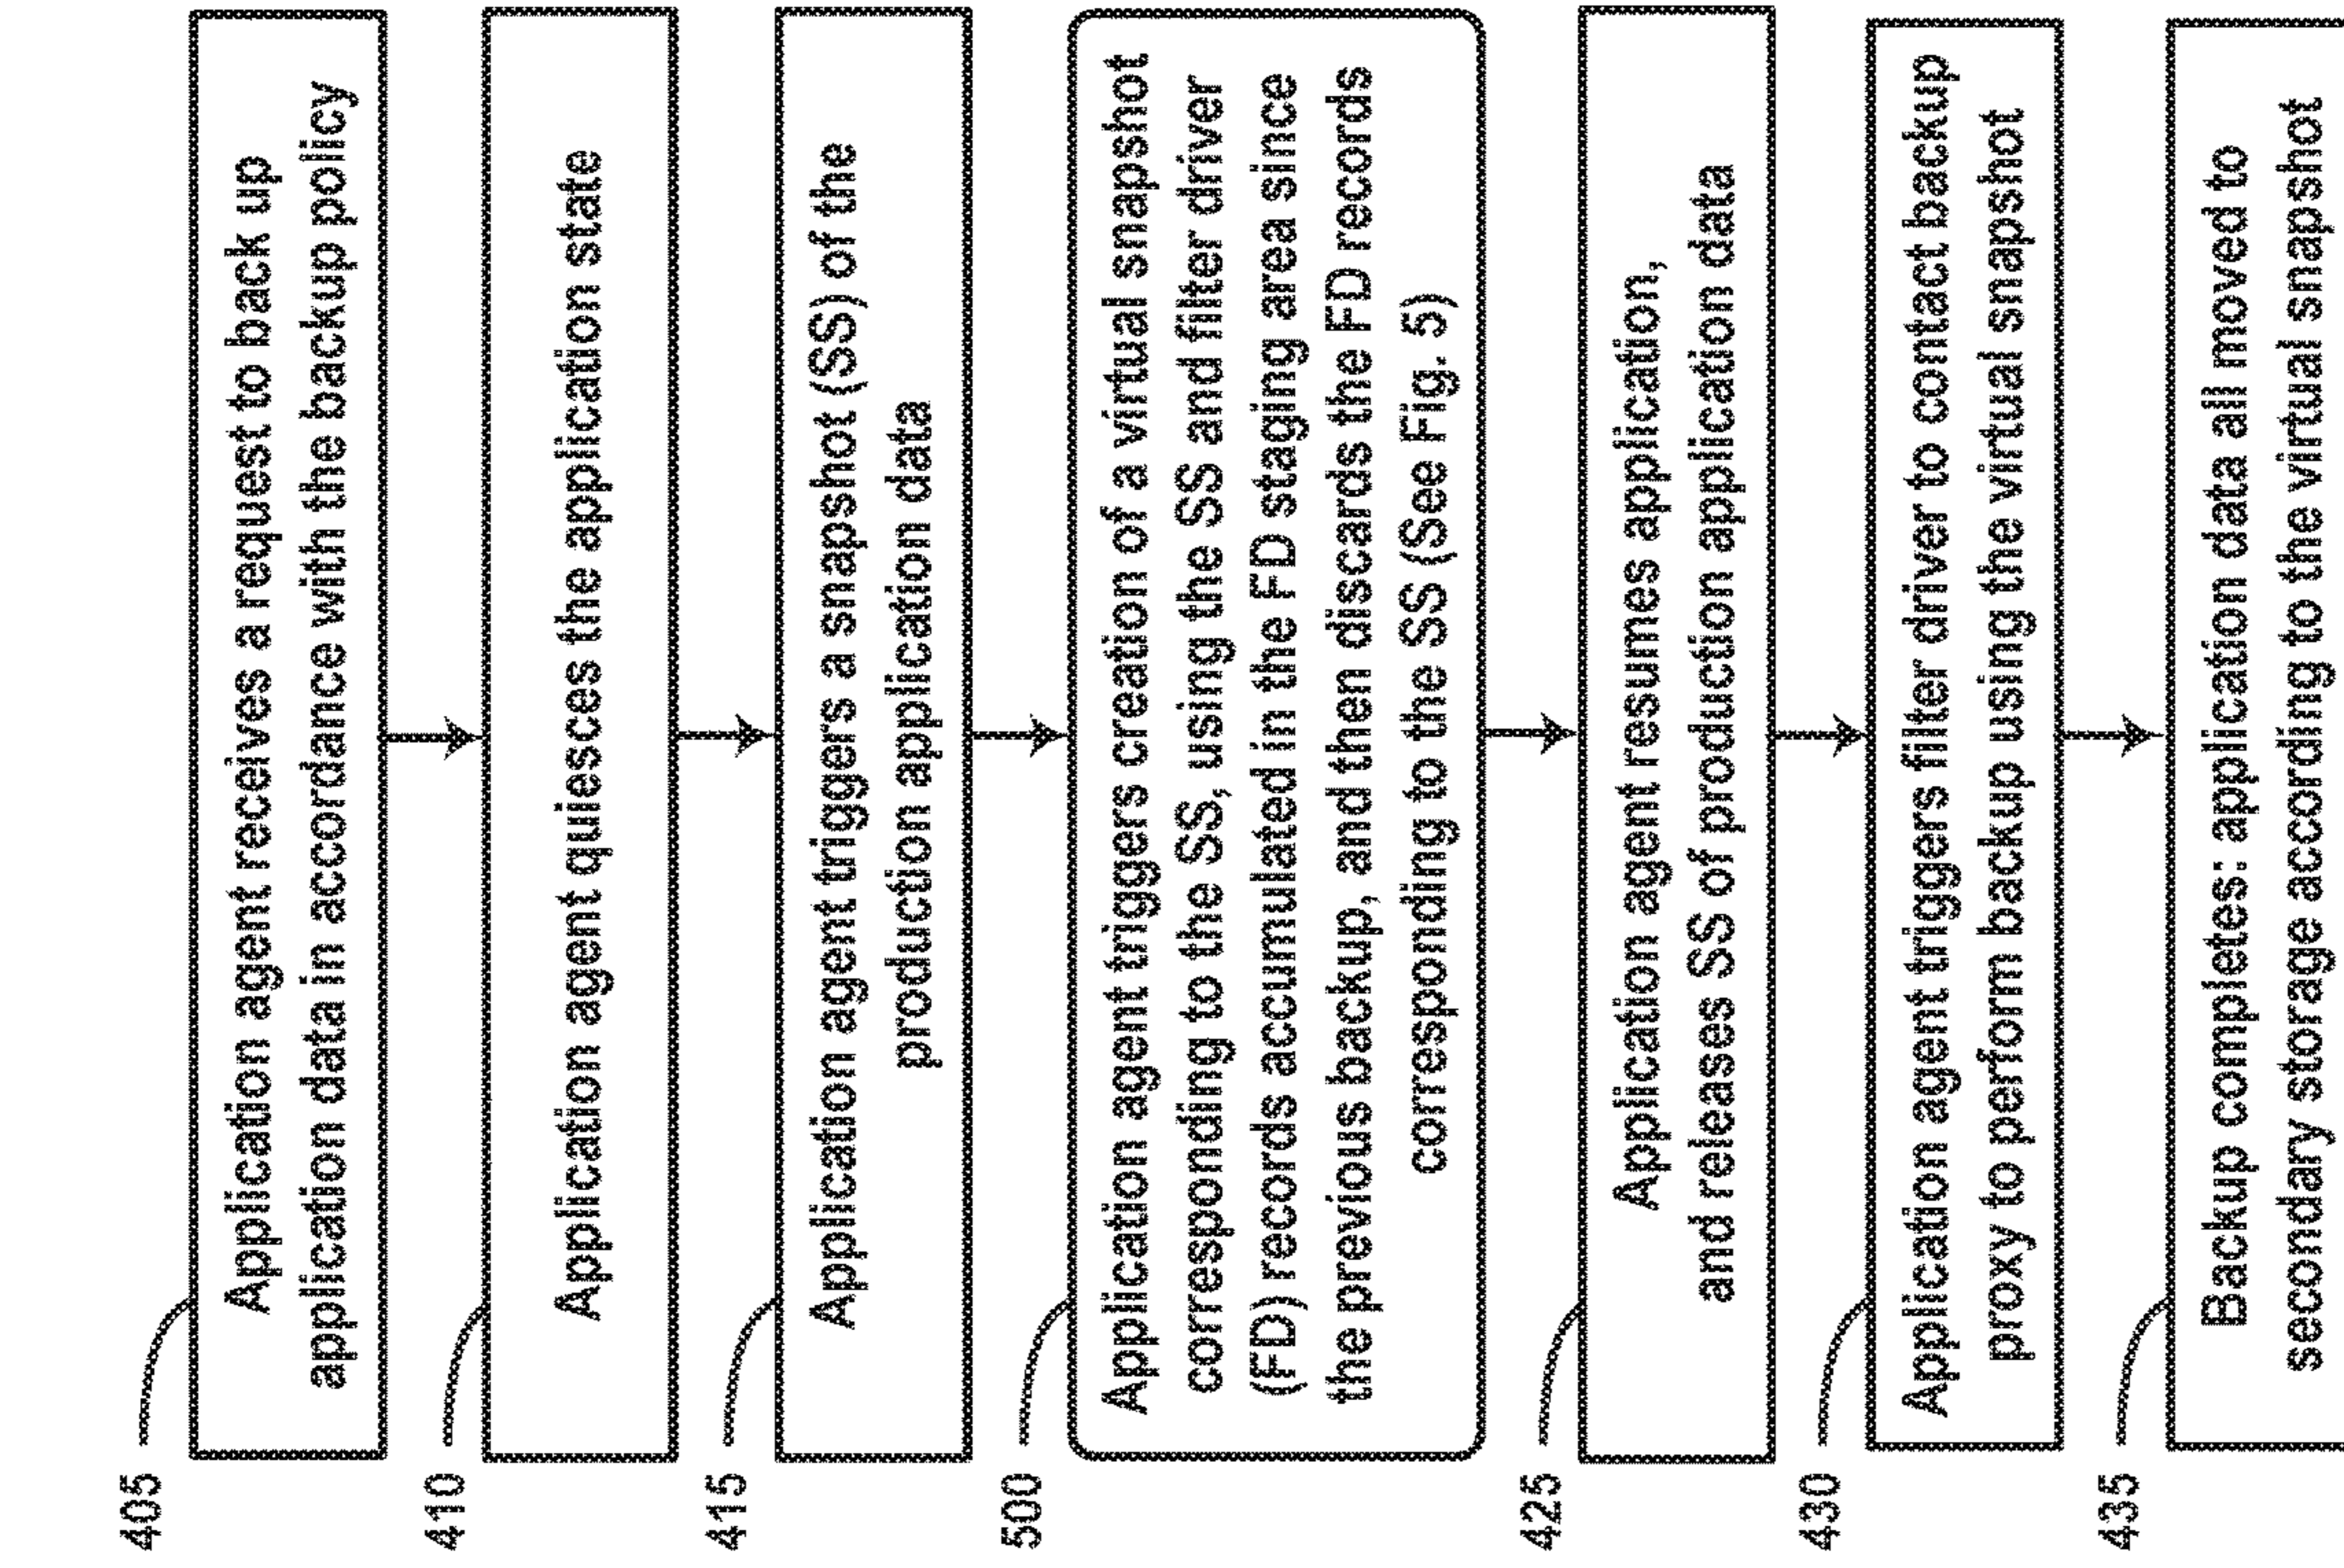 405
Application agent receives a request to back up
application data in accordance with the backup policy
410
Application agent quiesces the application state
415
Application agent triggers a snapshot (SS) of the
production application data
500
Application agent triggers creation of a virtual snapshot
corresponding to the SS, using the SS and filter driver
(FD) records accumulated in the FD staging area since
the previous backup, and then discards the FD records
corresponding to the SS (See Fig. 5)
425
Application agent resumes application,
and releases SS of production application data
430
Application agent triggers filter driver to contact backup
proxy to perform backup using the virtual snapshot
435
Backup completes: application data all moved to
secondary storage according to the virtual snapshot